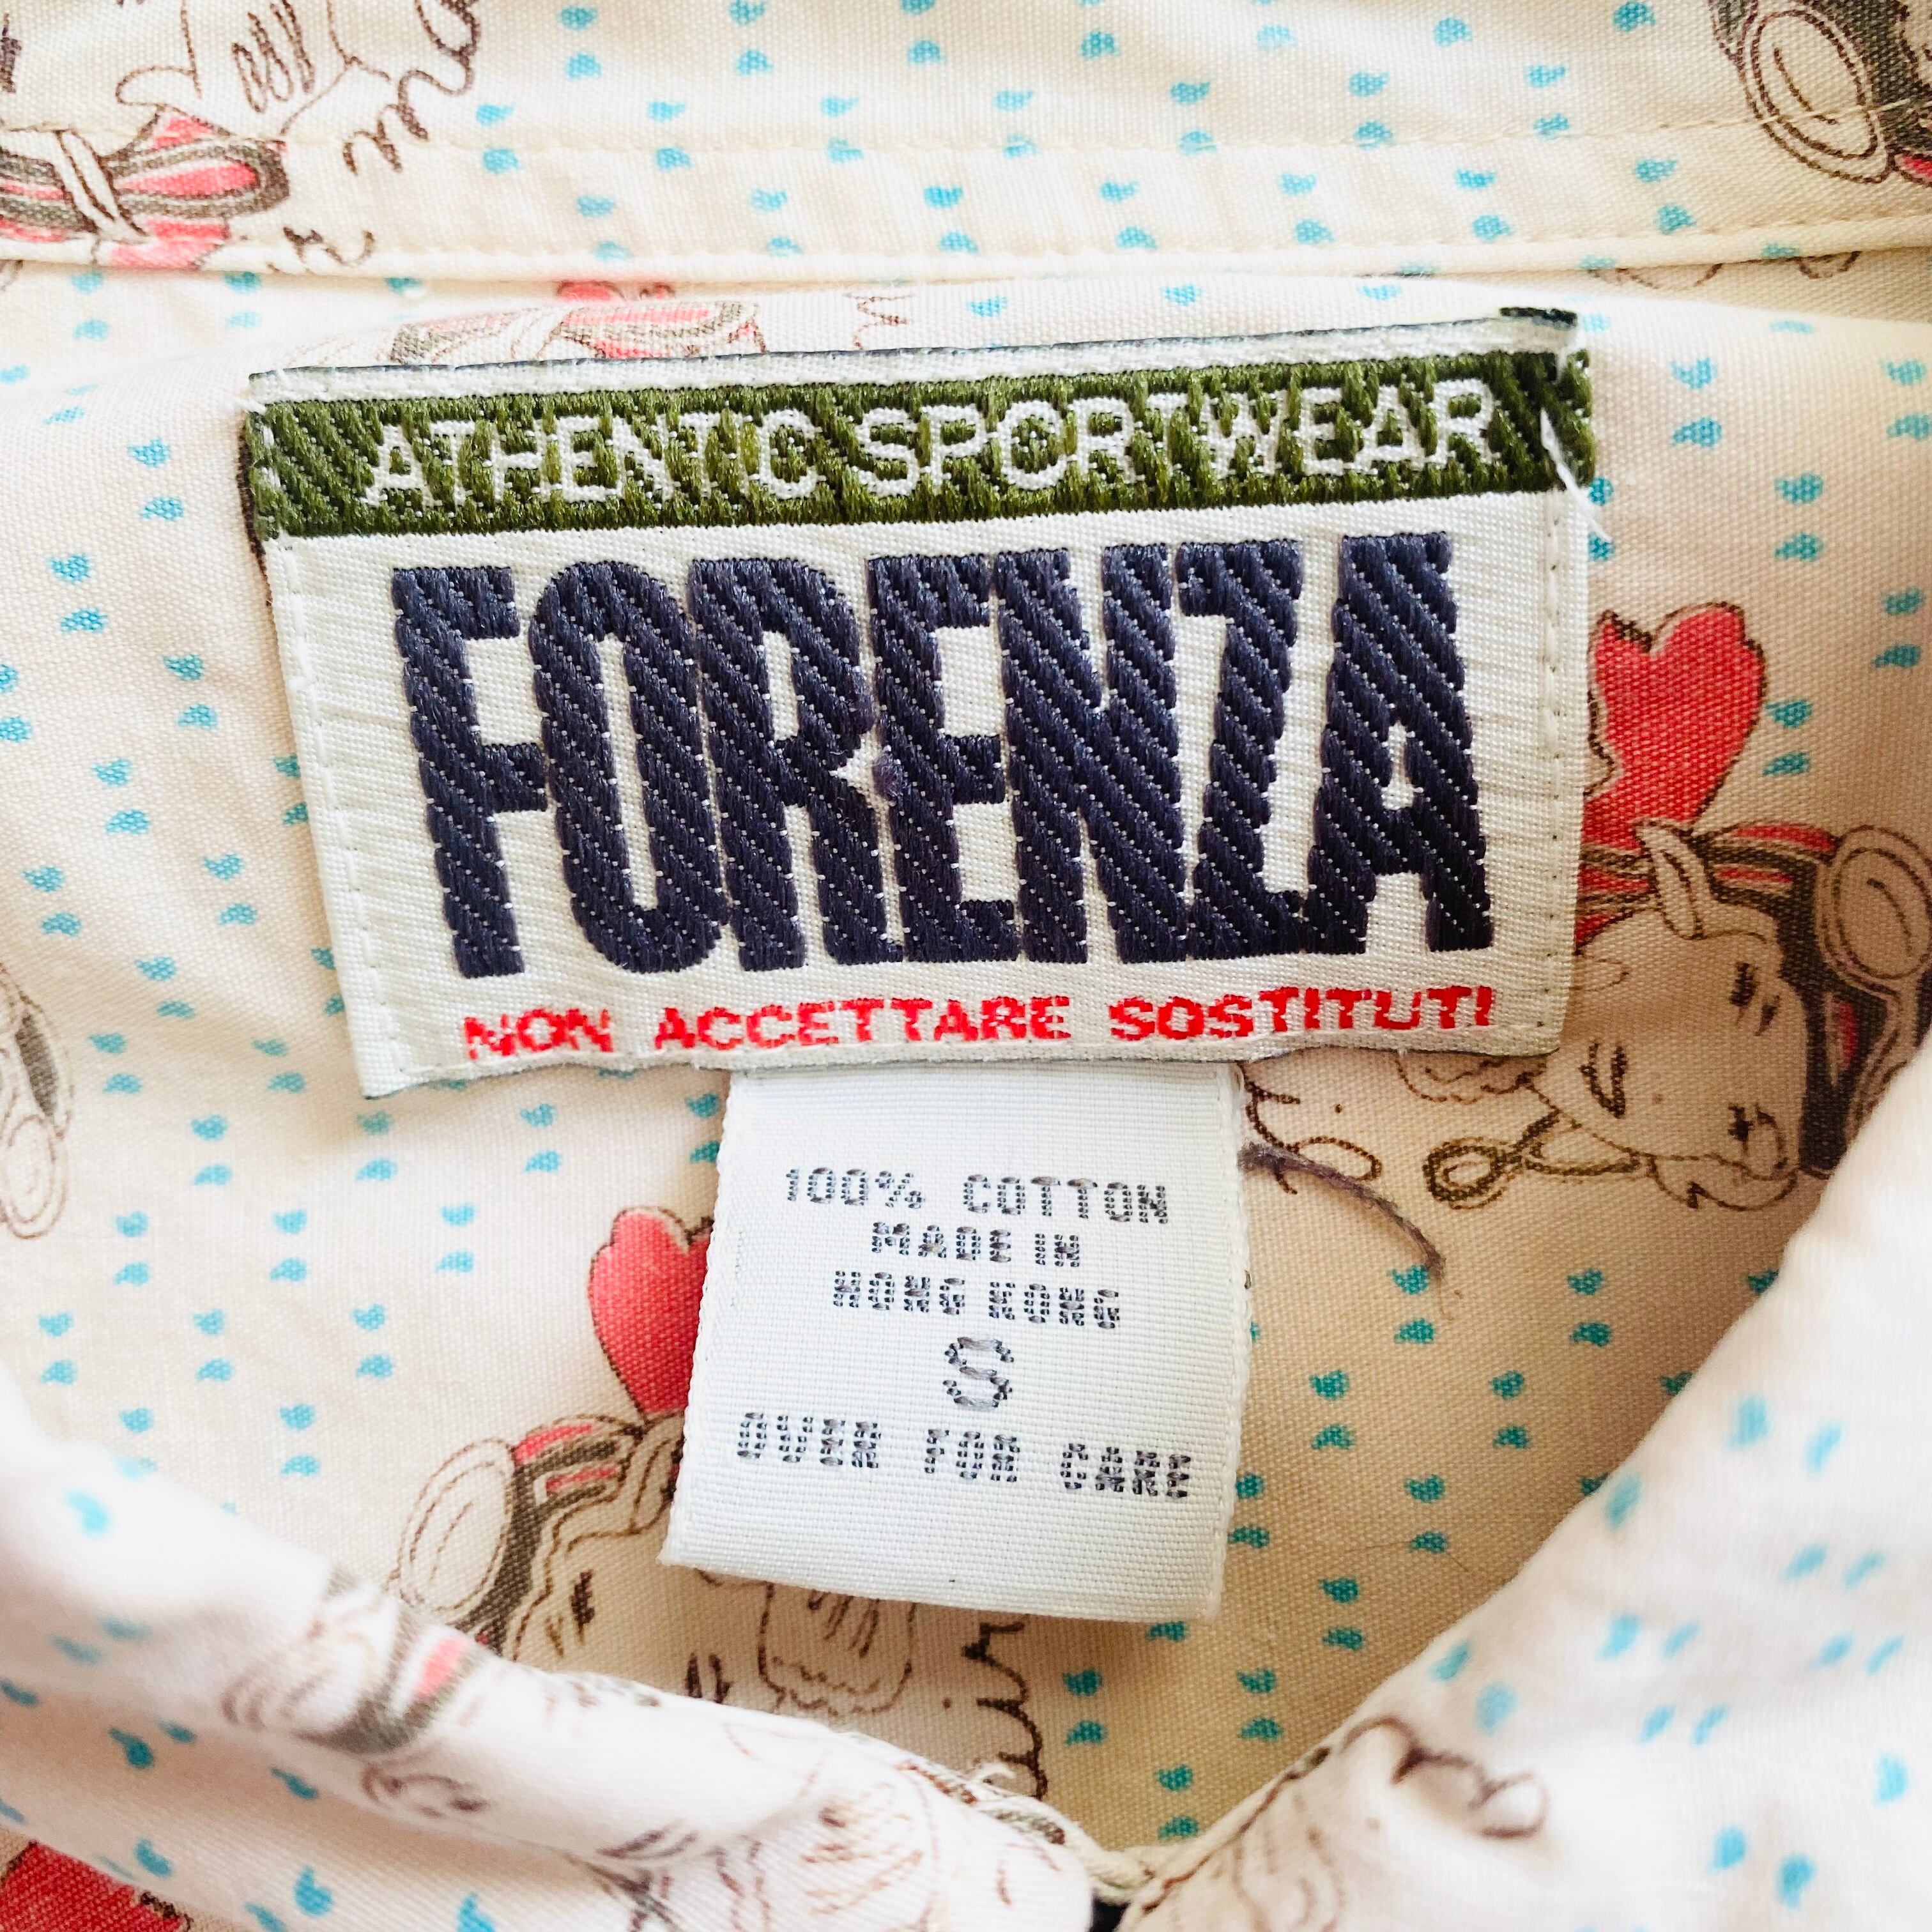 ATHENTIC SPORTWEAR
FORENZA
NON ACCETTARE SOSTITUTI
100% COTTON
MADE IN
HONG KONG
S
OVER FOR CARE